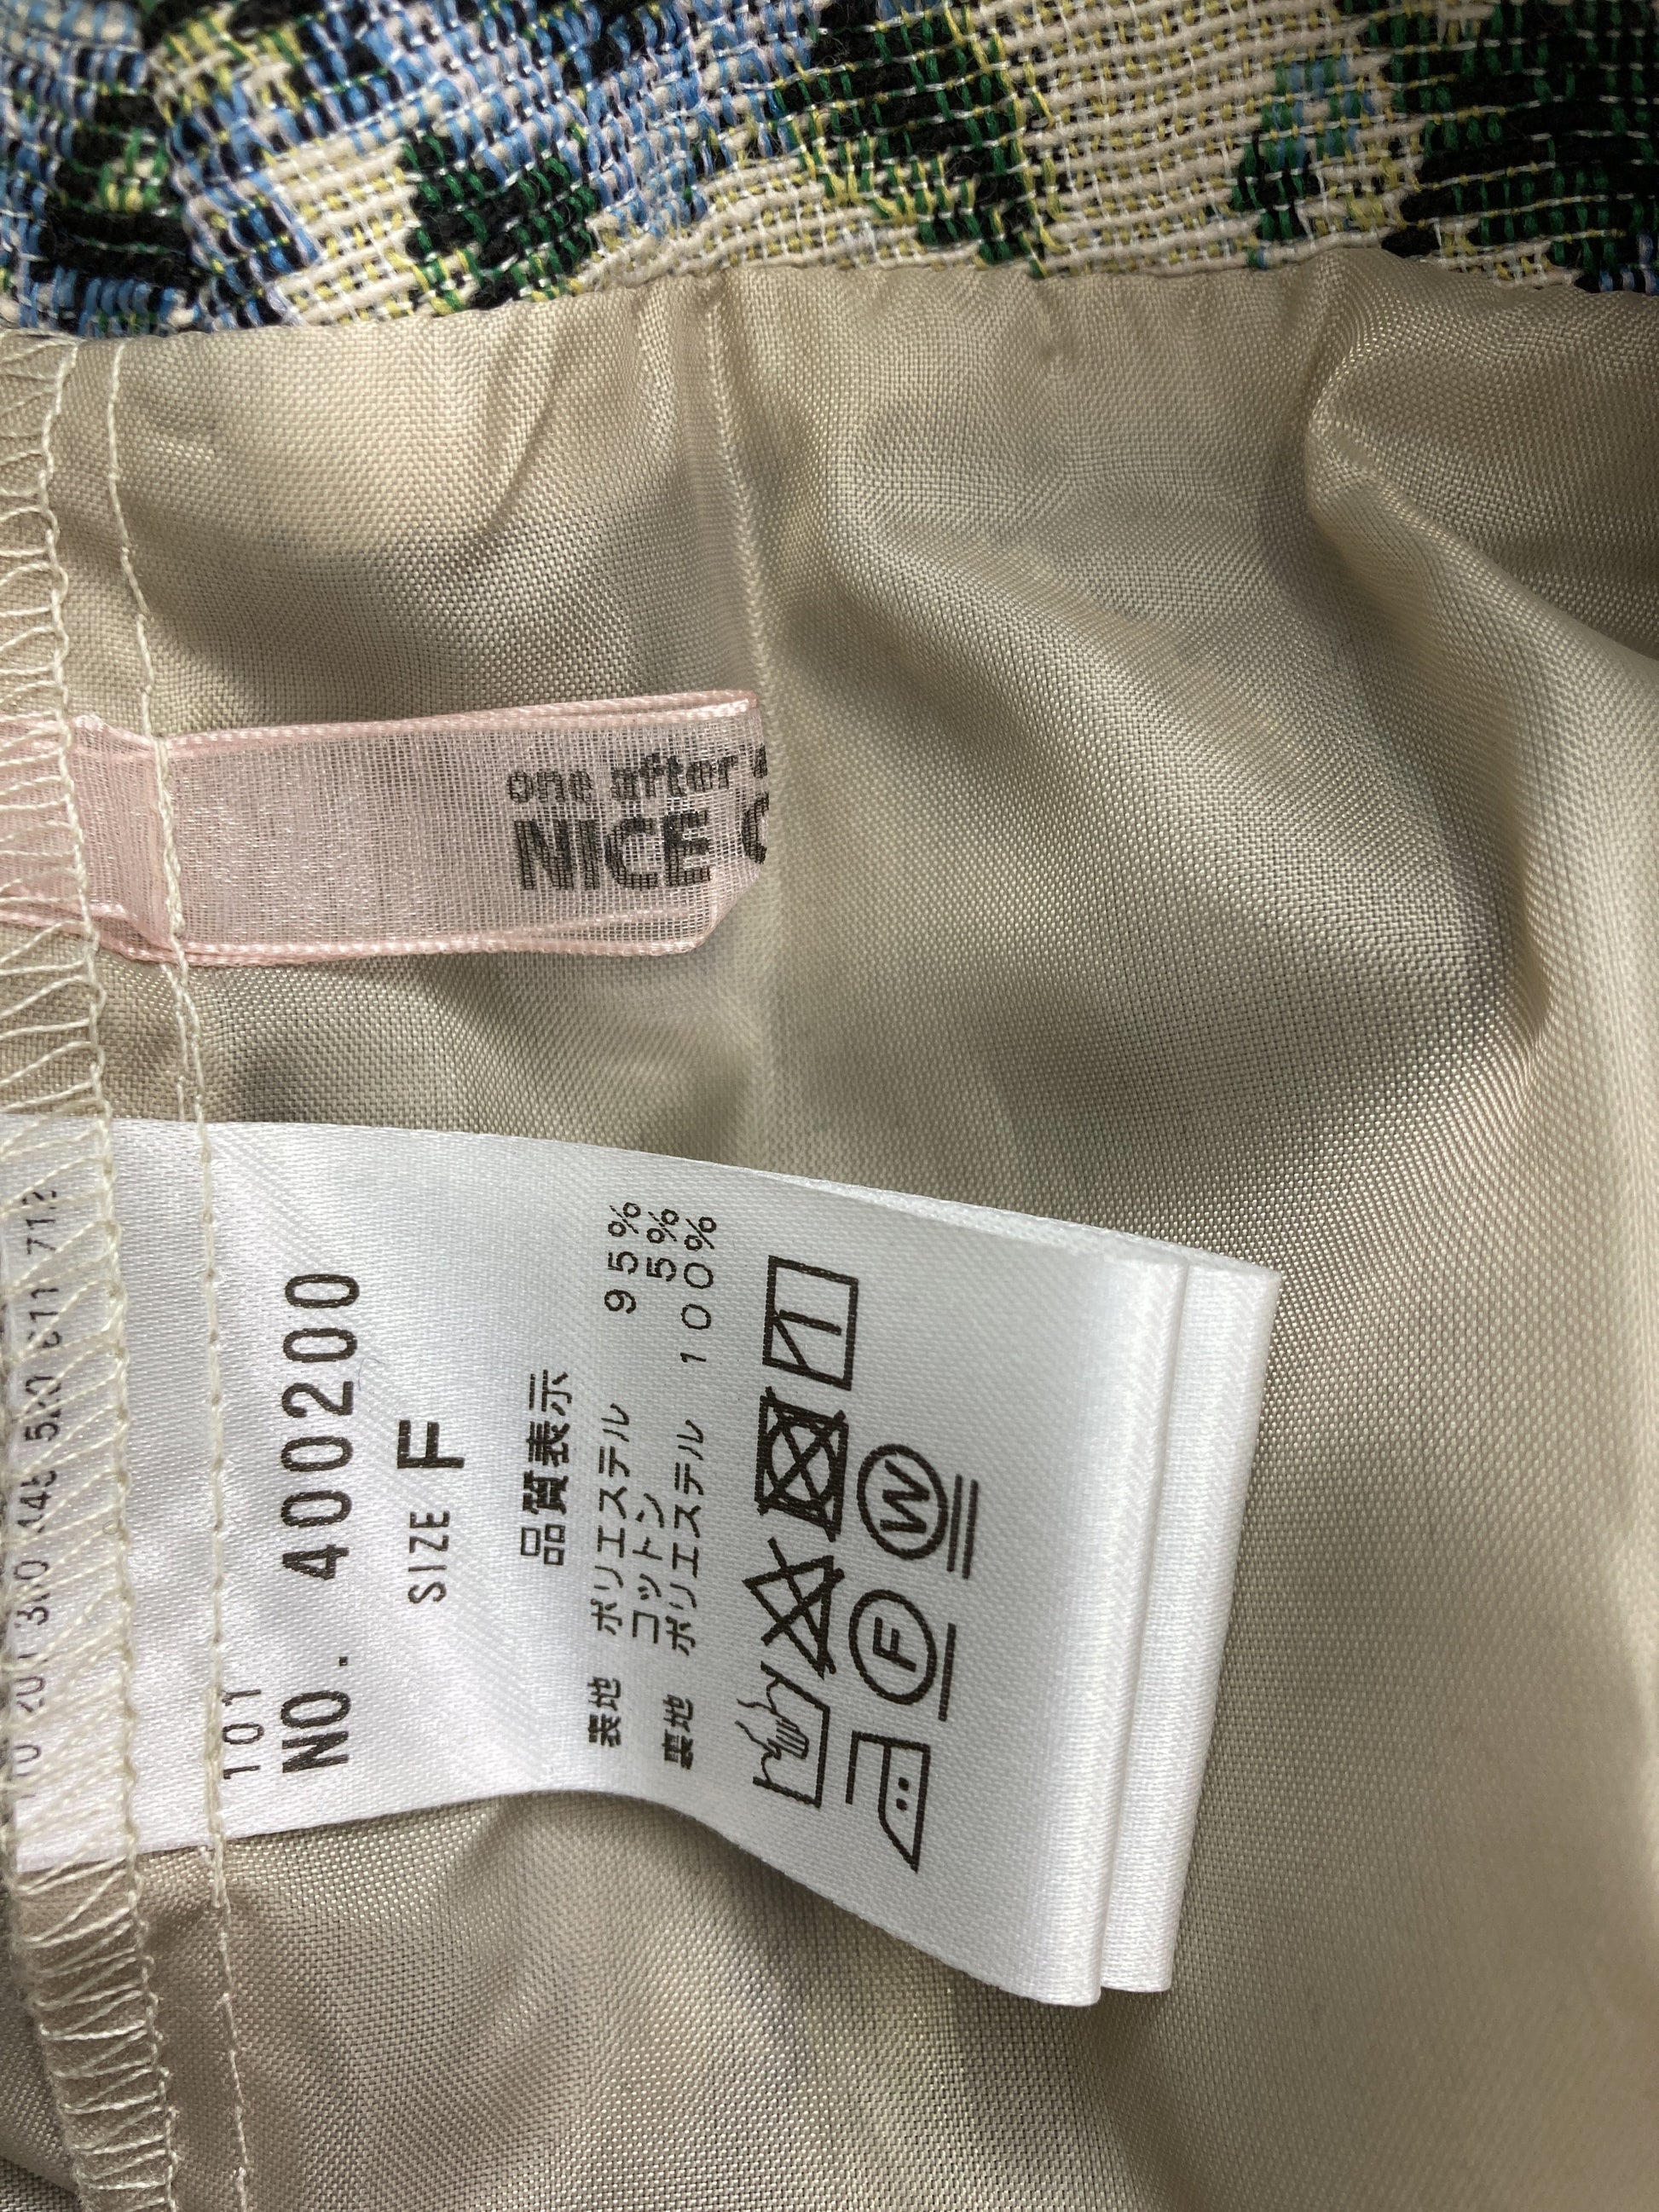 one after
NICE
101
NO. 400200
SIZE F
品質表示
表地 ポリエステル 95%
コットン 5%
裏地 ポリエステル 100%
W
F